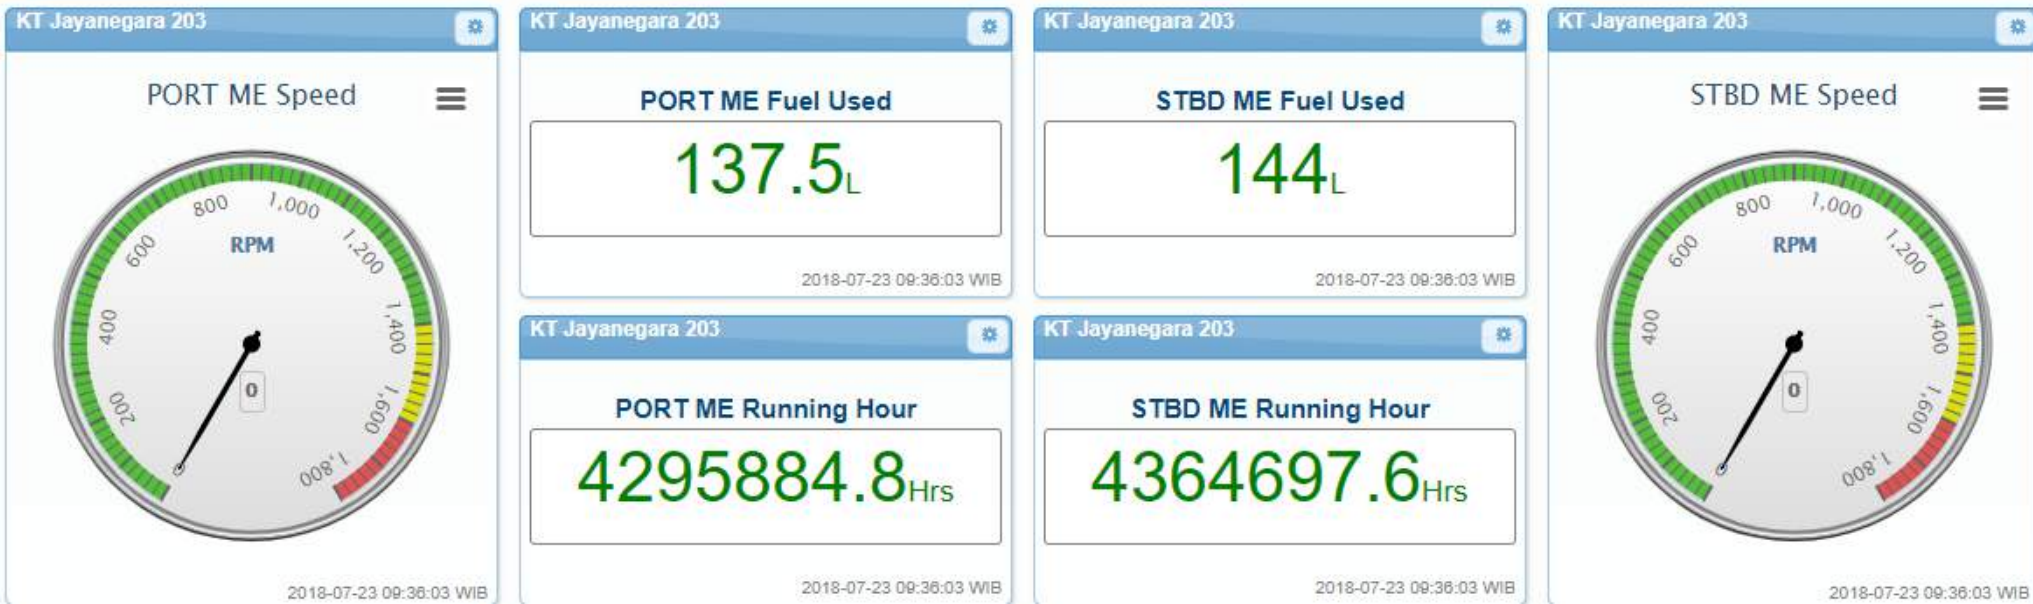 KT Jayanegara 203
PORT ME Speed
200
400
600
800
1,000
1,200
1,400
1,600
1,800
RPM
0
2018-07-23 09:36:03 WIB
KT Jayanegara 203
PORT ME Fuel Used
137.5L
2018-07-23 09:36:03 WIB
KT Jayanegara 203
STBD ME Fuel Used
144L
2018-07-23 09:36:03 WIB
KT Jayanegara 203
PORT ME Running Hour
4295884.8Hrs
2018-07-23 09:36:03 WIB
KT Jayanegara 203
STBD ME Running Hour
4364697.6Hrs
2018-07-23 09:36:03 WIB
KT Jayanegara 203
STBD ME Speed
200
400
600
800
1,000
1,200
1,400
1,600
1,800
RPM
0
2018-07-23 09:36:03 WIB